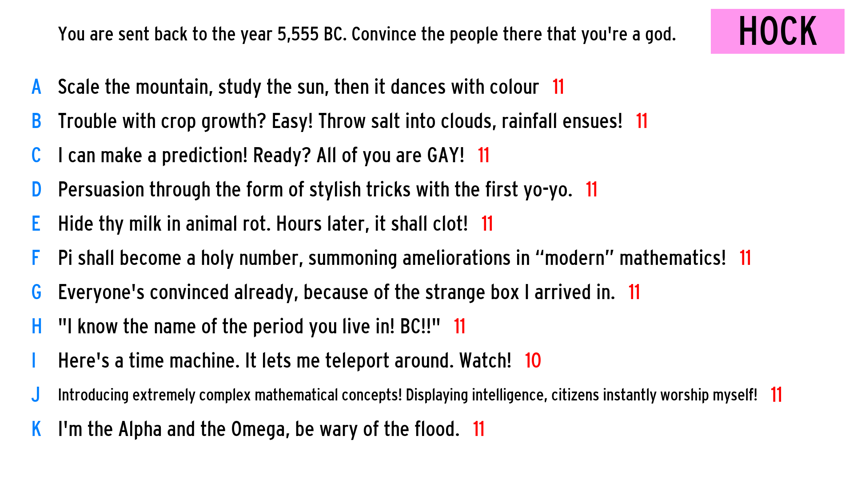 You are sent back to the year 5,555 BC. Convince the people there that you're a god.
HOCK
A Scale the mountain, study the sun, then it dances with colour 11
B Trouble with crop growth? Easy! Throw salt into clouds, rainfall ensues! 11
C I can make a prediction! Ready? All of you are GAY! 11
D Persuasion through the form of stylish tricks with the first yo-yo. 11
E Hide thy milk in animal rot. Hours later, it shall clot! 11
F Pi shall become a holy number, summoning ameliorations in “modern” mathematics! 11
G Everyone's convinced already, because of the strange box I arrived in. 11
H "I know the name of the period you live in! BC!!" 11
I Here's a time machine. It lets me teleport around. Watch! 10
J Introducing extremely complex mathematical concepts! Displaying intelligence, citizens instantly worship myself! 11
K I'm the Alpha and the Omega, be wary of the flood. 11